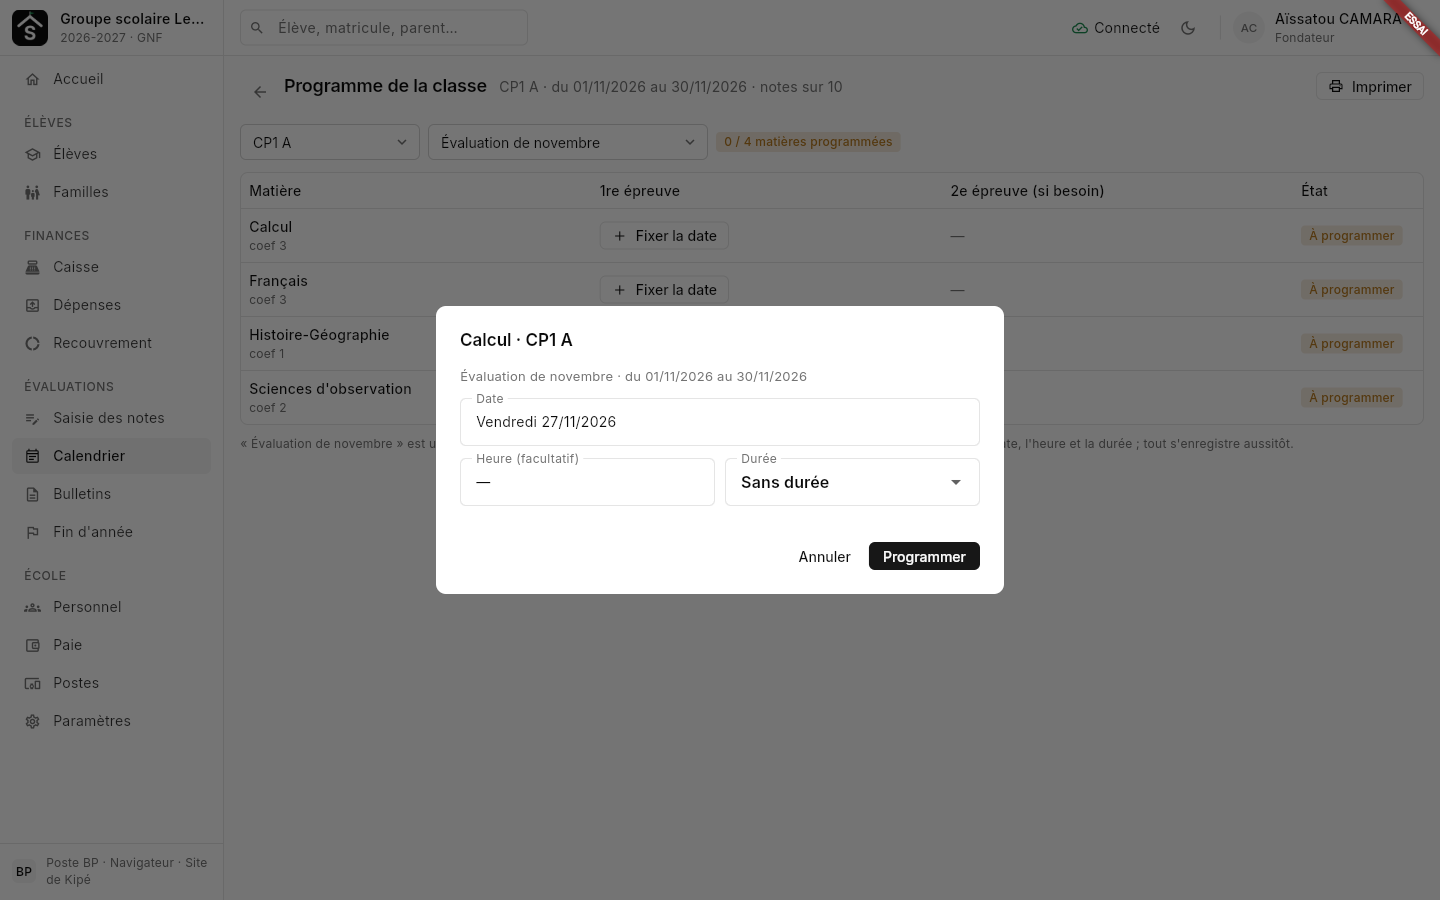 Groupe scolaire Le...
2026-2027 · GNF
Élève, matricule, parent...
Connecté
AC
Aïssatou CAMARA
Fondateur
ESSAI
Accueil
ÉLÈVES
Élèves
Familles
FINANCES
Caisse
Dépenses
Recouvrement
ÉVALUATIONS
Saisie des notes
Calendrier
Bulletins
Fin d'année
ÉCOLE
Personnel
Paie
Postes
Paramètres
BP
Poste BP · Navigateur · Site
de Kipé
Programme de la classe CP1 A · du 01/11/2026 au 30/11/2026 · notes sur 10
Imprimer
CP1 A
Évaluation de novembre
0 / 4 matières programmées
Matière 1re épreuve 2e épreuve (si besoin) État
Calcul
coef 3
+ Fixer la date — À programmer
Français
coef 3
+ Fixer la date — À programmer
Histoire-Géographie
coef 1
À programmer
Sciences d'observation
coef 2
À programmer
« Évaluation de novembre » est
l'heure et la durée ; tout s'enregistre aussitôt.
Calcul · CP1 A
Évaluation de novembre · du 01/11/2026 au 30/11/2026
Date
Vendredi 27/11/2026
Heure (facultatif)
—
Durée
Sans durée
Annuler
Programmer